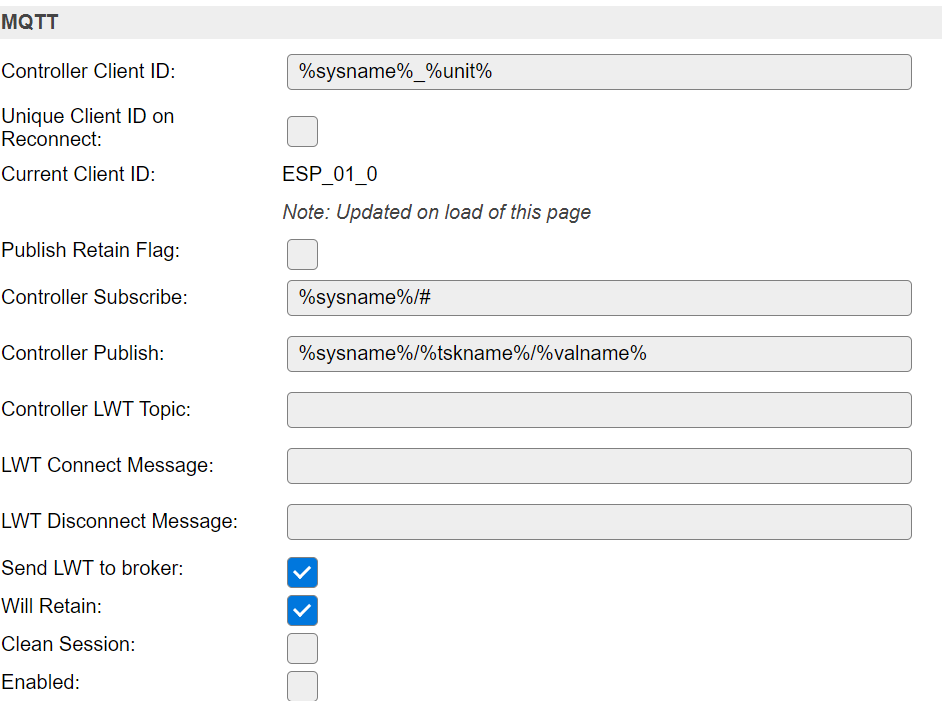 MQTT
Controller Client ID:
%sysname%_%unit%
Unique Client ID on
Reconnect:
Current Client ID:
ESP_01_0
Note: Updated on load of this page
Publish Retain Flag:
Controller Subscribe:
%sysname%/#
Controller Publish:
%sysname%/%tskname%/%valname%
Controller LWT Topic:
LWT Connect Message:
LWT Disconnect Message:
Send LWT to broker:
Will Retain:
Clean Session:
Enabled: